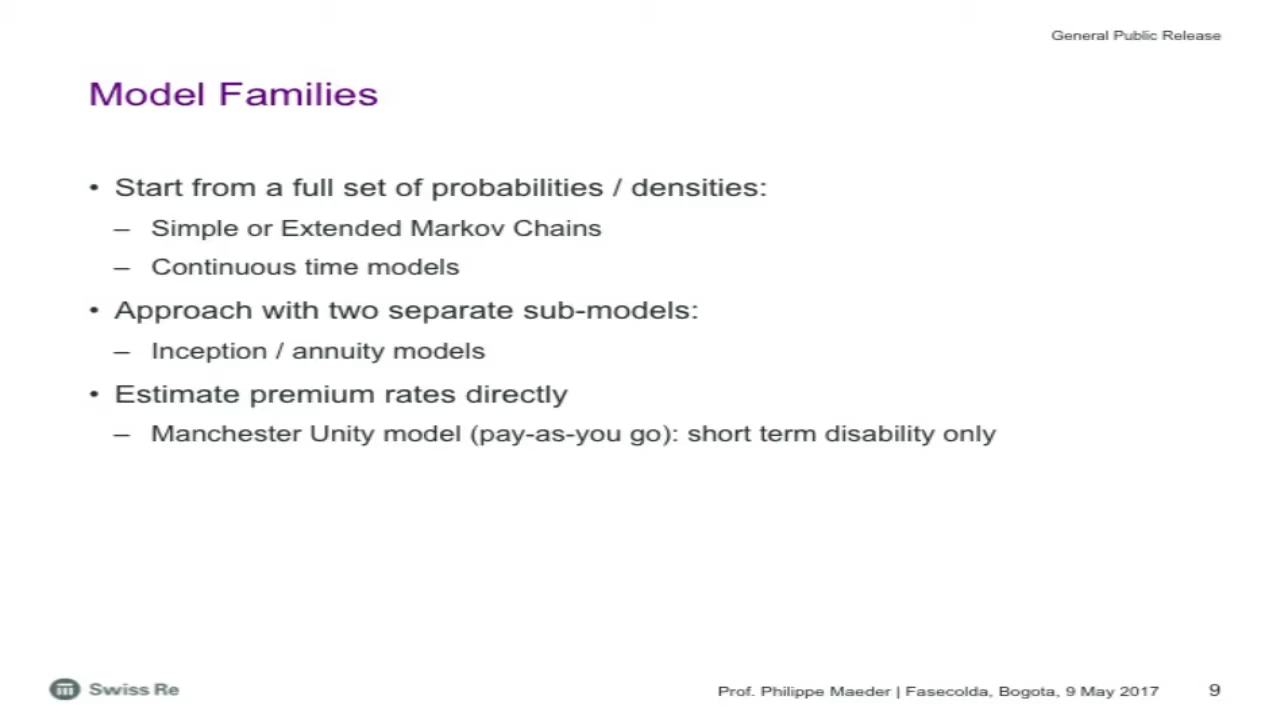 General Public Release
Model Families
• Start from a full set of probabilities / densities:
– Simple or Extended Markov Chains
– Continuous time models
• Approach with two separate sub-models:
– Inception / annuity models
• Estimate premium rates directly
– Manchester Unity model (pay-as-you go): short term disability only
Swiss Re
Prof. Philippe Maeder | Fasecolda, Bogota, 9 May 2017 9